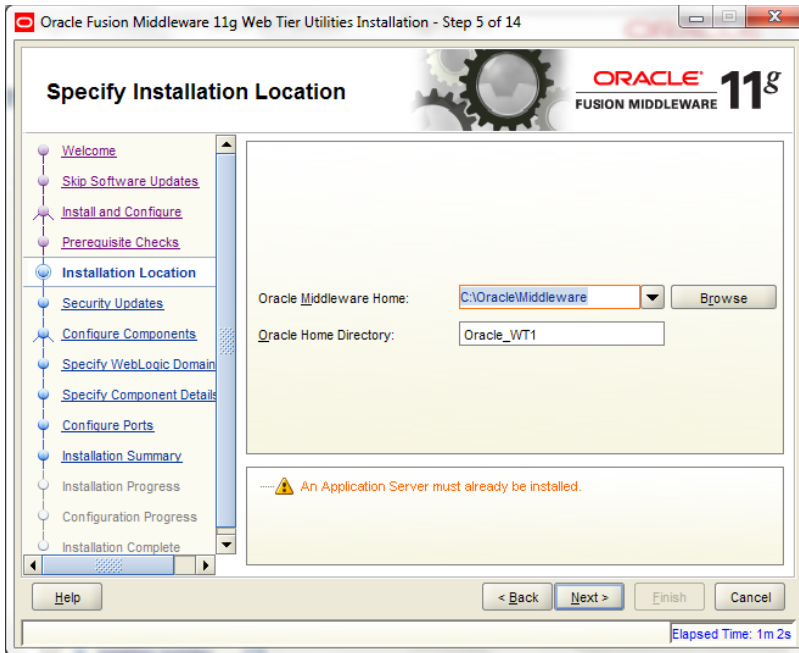 Oracle Fusion Middleware 11g Web Tier Utilities Installation - Step 5 of 14
Specify Installation Location
ORACLE
FUSION MIDDLEWARE
11g
Welcome
Skip Software Updates
Install and Configure
Prerequisite Checks
Installation Location
Security Updates
Configure Components
Specify WebLogic Domain
Specify Component Details
Configure Ports
Installation Summary
Installation Progress
Configuration Progress
Installation Complete
Oracle Middleware Home: C:\Oracle\Middleware Browse
Oracle Home Directory: Oracle_WT1
An Application Server must already be installed.
Help < Back Next > Finish Cancel
Elapsed Time: 1m 2s